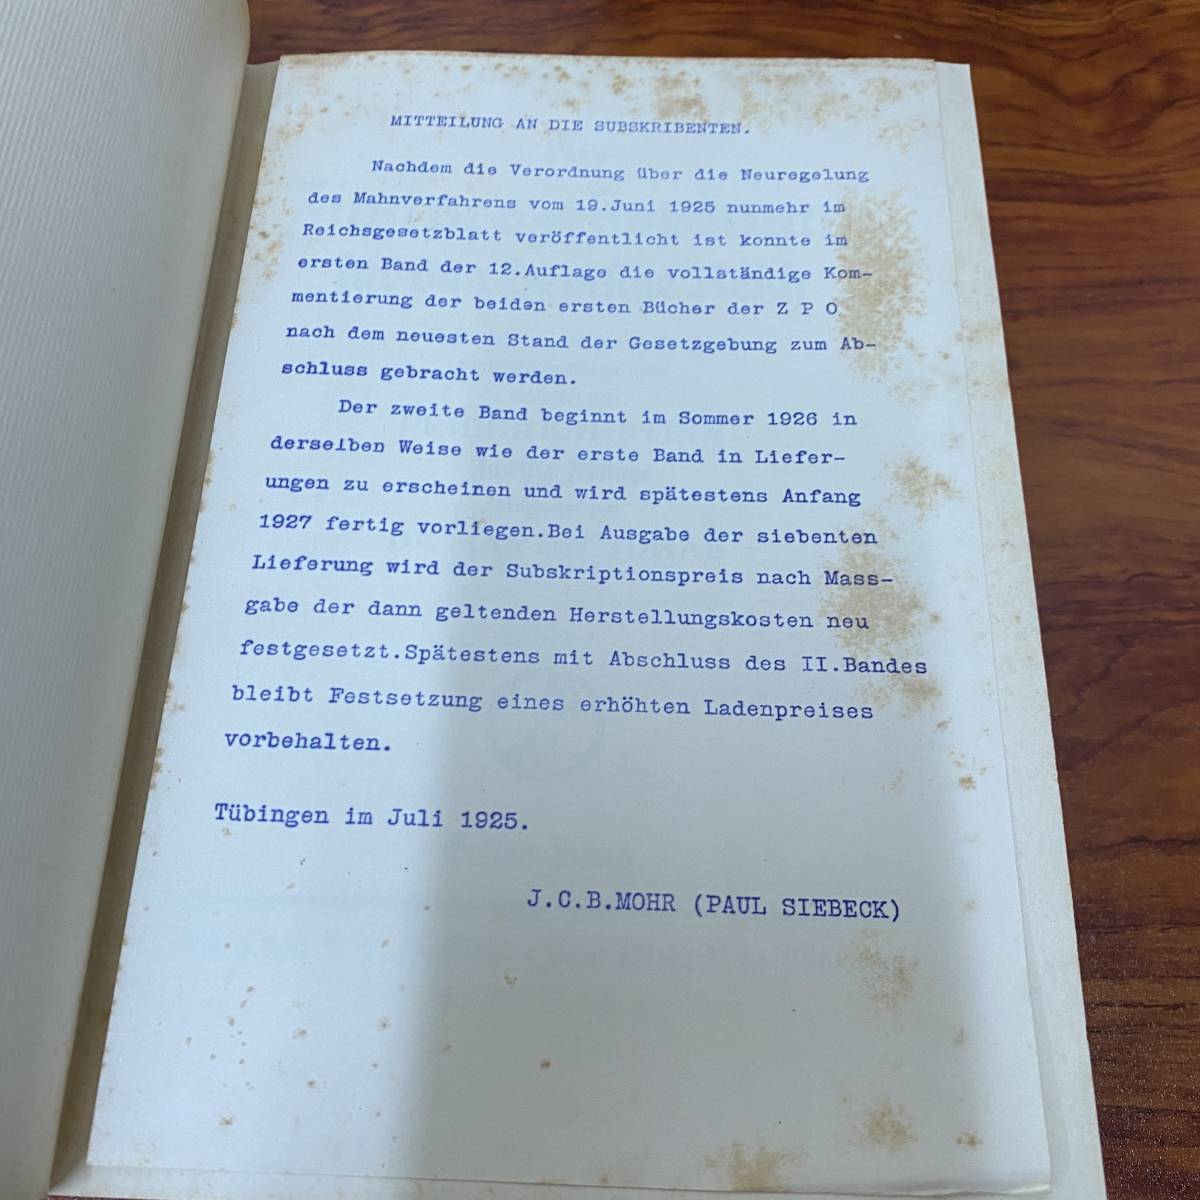 MITTEILUNG AN DIE SUBSKRIBENTEN.
Nachdem die Verordnung über die Neuregelung
des Mahnverfahrens vom 19.Juni 1925 nunmehr im
Reichsgesetzblatt veröffentlicht ist konnte im
ersten Band der 12.Auflage die vollständige Kom-
mentierung der beiden ersten Bücher der Z P O
nach dem neuesten Stand der Gesetzgebung zum Ab-
schluss gebracht werden.
Der zweite Band beginnt im Sommer 1926 in
derselben Weise wie der erste Band in Liefer-
ungen zu erscheinen und wird spätestens Anfang
1927 fertig vorliegen.Bei Ausgabe der siebenten
Lieferung wird der Subskriptionspreis nach Mass-
gabe der dann geltenden Herstellungskosten neu
festgesetzt.Spätestens mit Abschluss des II.Bandes
bleibt Festsetzung eines erhöhten Ladenpreises
vorbehalten.
Tübingen im Juli 1925.
J.C.B.MOHR (PAUL SIEBECK)